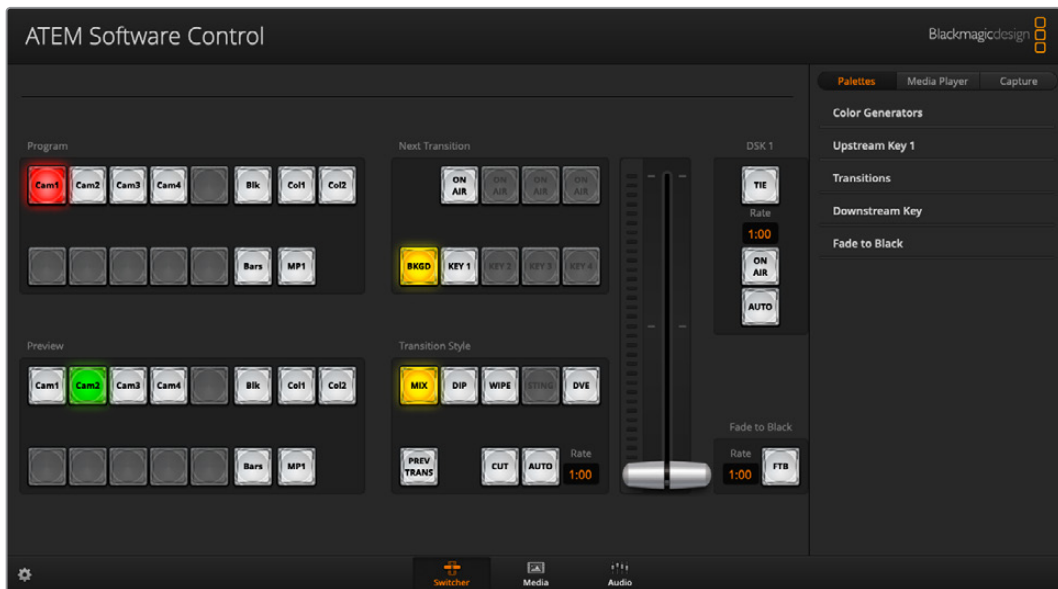 ATEM Software Control
Blackmagicdesign
Palettes Media Player Capture
Color Generators
Upstream Key 1
Transitions
Downstream Key
Fade to Black
Program
Cam1 Cam2 Cam3 Cam4 Blk Col1 Col2
Bars MP1
Next Transition
ON AIR ON AIR ON AIR ON AIR
BKGD KEY 1 KEY 2 KEY 3 KEY 4
DSK 1
TIE
Rate
1:00
ON
AIR
AUTO
Preview
Cam1 Cam2 Cam3 Cam4 Blk Col1 Col2
Bars MP1
Transition Style
MIX DIP WIPE STING DVE
PREV
TRANS
CUT AUTO
Rate
1:00
Fade to Black
Rate
1:00
FTB
Switcher Media Audio